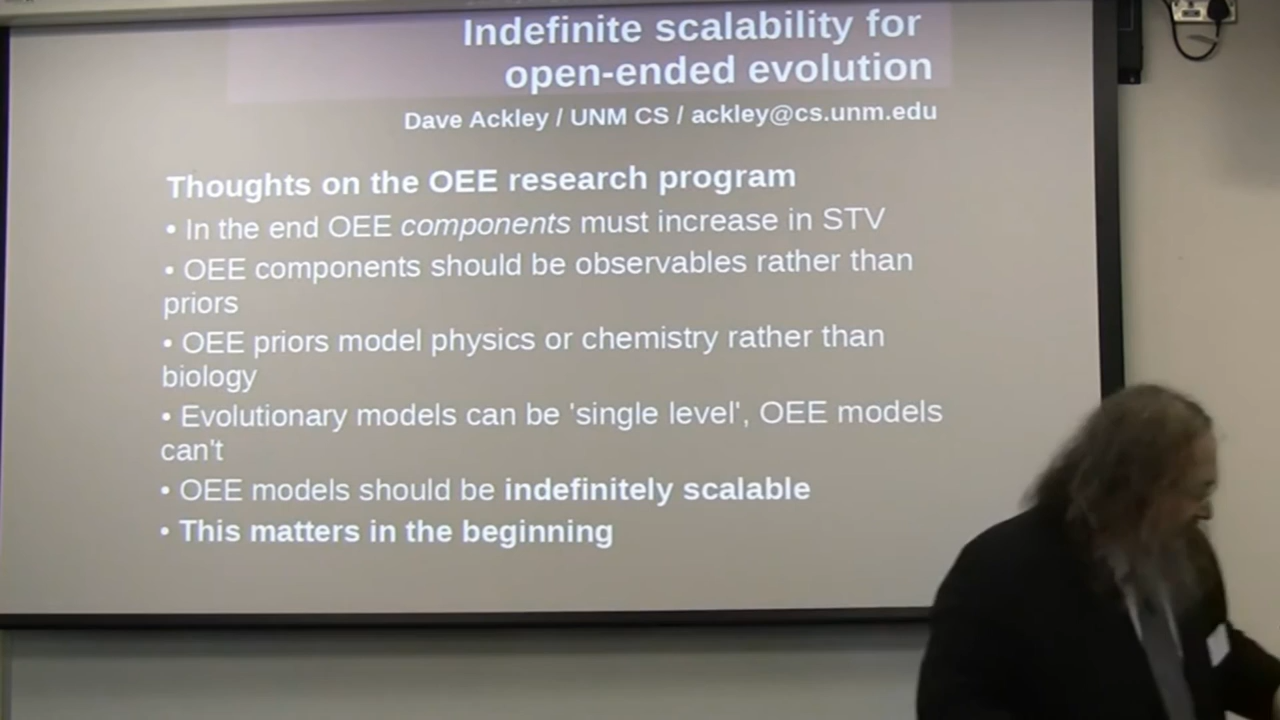 Indefinite scalability for
open-ended evolution
Dave Ackley / UNM CS / ackley@cs.unm.edu
Thoughts on the OEE research program
• In the end OEE components must increase in STV
• OEE components should be observables rather than
priors
• OEE priors model physics or chemistry rather than
biology
• Evolutionary models can be 'single level', OEE models
can't
• OEE models should be indefinitely scalable
• This matters in the beginning